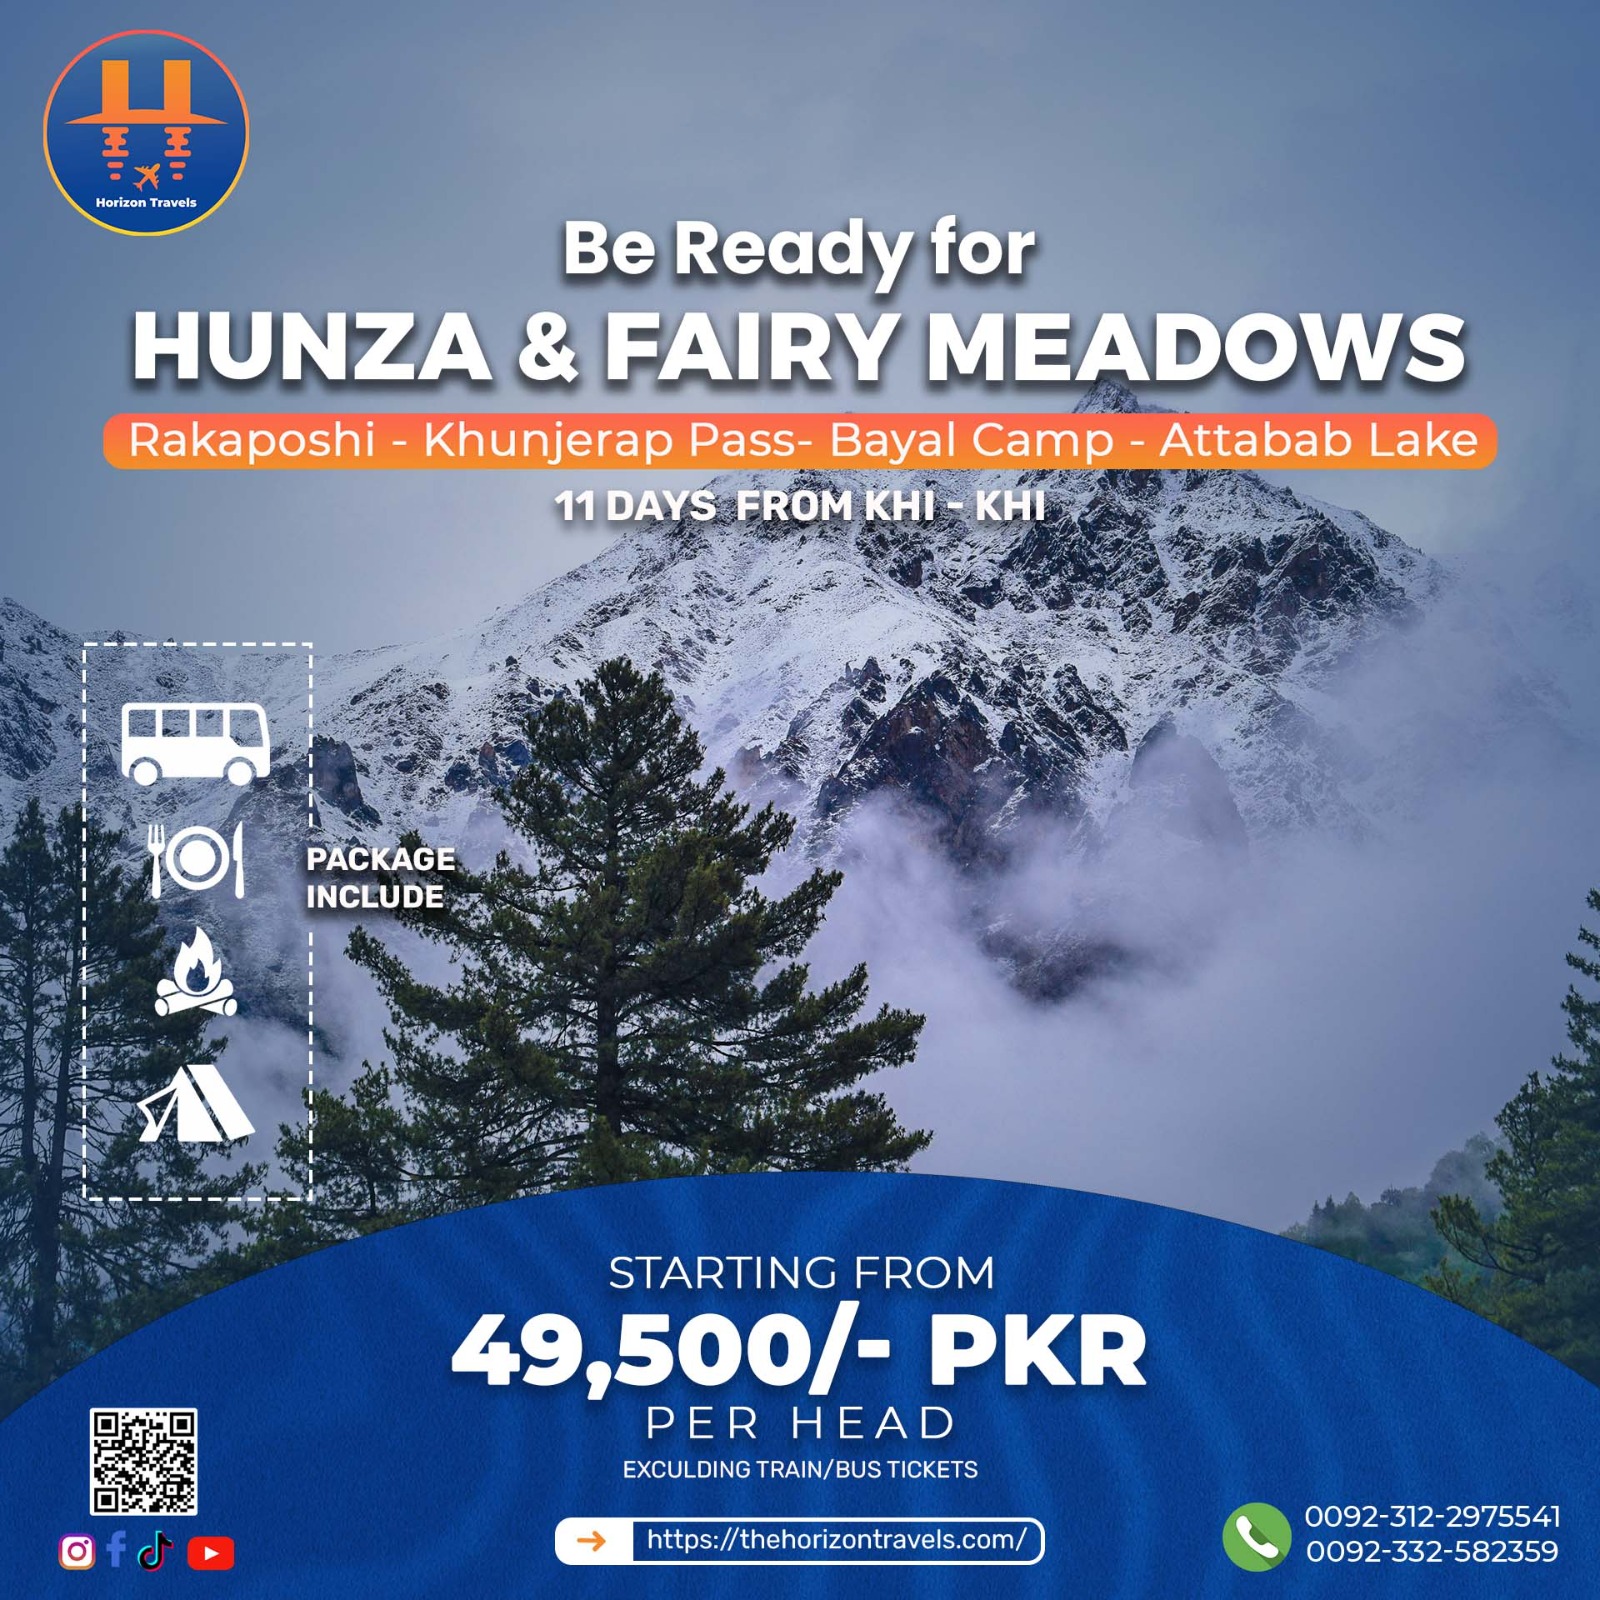 Horizon Travels
Be Ready for
HUNZA & FAIRY MEADOWS
Rakaposhi - Khunjerap Pass- Bayal Camp - Attabab Lake
11 DAYS FROM KHI - KHI
PACKAGE
INCLUDE
STARTING FROM
49,500/- PKR
PER HEAD
EXCULDING TRAIN/BUS TICKETS
https://thehorizontravels.com/
0092-312-2975541
0092-332-582359